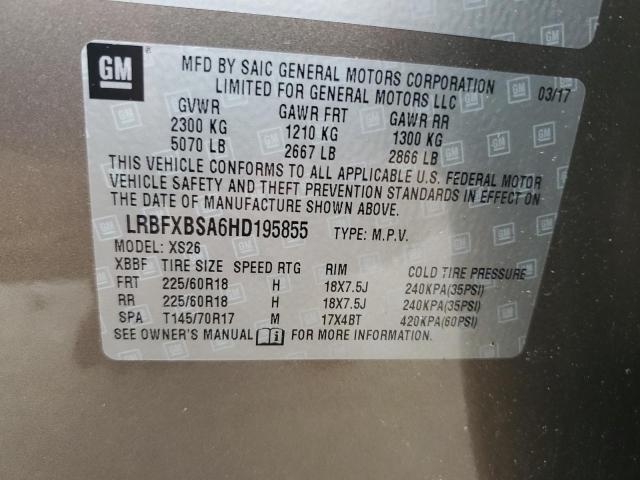 GM
MFD BY SAIC GENERAL MOTORS CORPORATION
LIMITED FOR GENERAL MOTORS LLC 03/17
GVWR GAWR FRT GAWR RR
2300 KG 1210 KG 1300 KG
5070 LB 2667 LB 2866 LB
THIS VEHICLE CONFORMS TO ALL APPLICABLE U.S. FEDERAL MOTOR
VEHICLE SAFETY AND THEFT PREVENTION STANDARDS IN EFFECT ON
THE DATE OF MANUFACTURE SHOWN ABOVE.
LRBFXBSA6HD195855 TYPE: M.P.V.
MODEL: XS26
XBBF TIRE SIZE SPEED RTG RIM COLD TIRE PRESSURE
FRT 225/60R18 H 18X7.5J 240KPA(35PSI)
RR 225/60R18 H 18X7.5J 240KPA(35PSI)
SPA T145/70R17 M 17X4BT 420KPA(60PSI)
SEE OWNER'S MANUAL i FOR MORE INFORMATION.